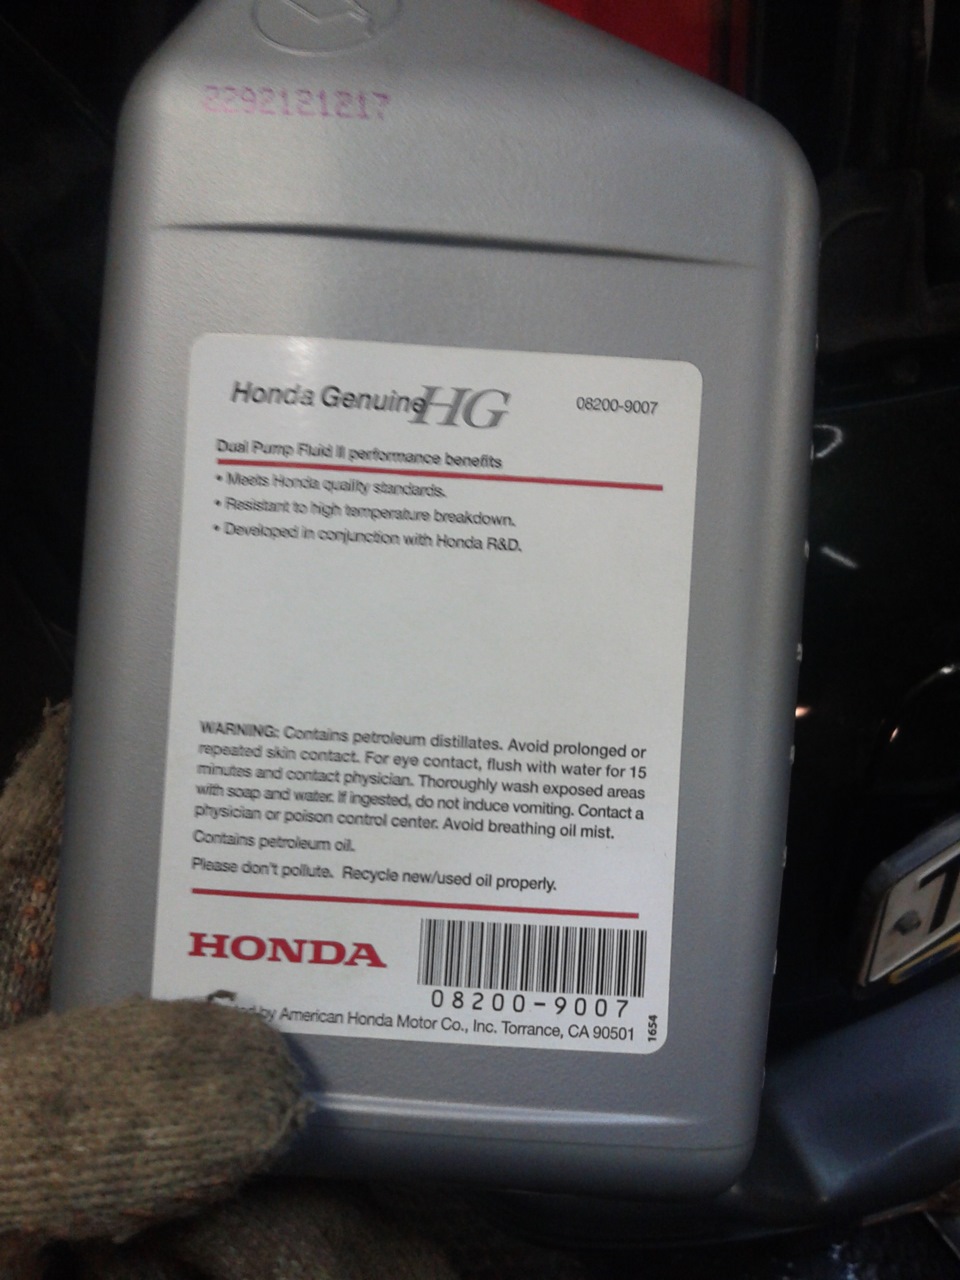 2292121217
Honda Genuine HG
08200-9007
Dual Pump Fluid II performance benefits
• Meets Honda quality standards.
• Resistant to high temperature breakdown.
• Developed in conjunction with Honda R&D.
WARNING: Contains petroleum distillates. Avoid prolonged or
repeated skin contact. For eye contact, flush with water for 15
minutes and contact physician. Thoroughly wash exposed areas
with soap and water. If ingested, do not induce vomiting. Contact a
physician or poison control center. Avoid breathing oil mist.
Contains petroleum oil.
Please don't pollute. Recycle new/used oil properly.
HONDA
08200-9007
by American Honda Motor Co., Inc. Torrance, CA 90501
1654